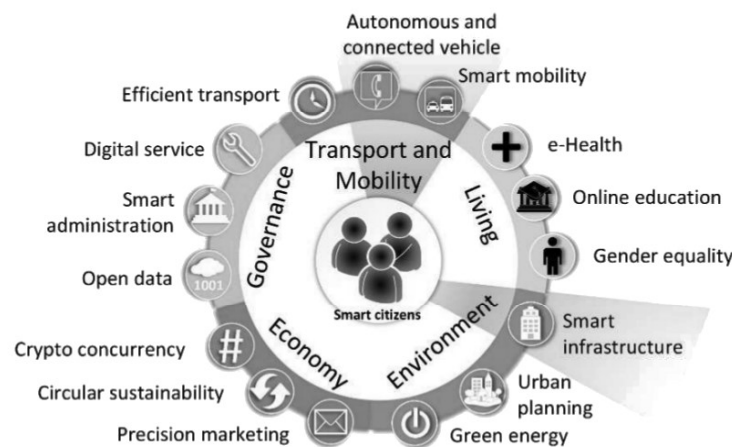 Autonomous and
connected vehicle
Efficient transport
Smart mobility
Digital service
Transport and
Mobility
e-Health
Smart
administration
Governance
Living
Online education
Open data
Gender equality
1001
Smart citizens
Smart
infrastructure
Crypto concurrency
#
Economy
Environment
Circular sustainability
Urban
planning
Precision marketing
Green energy